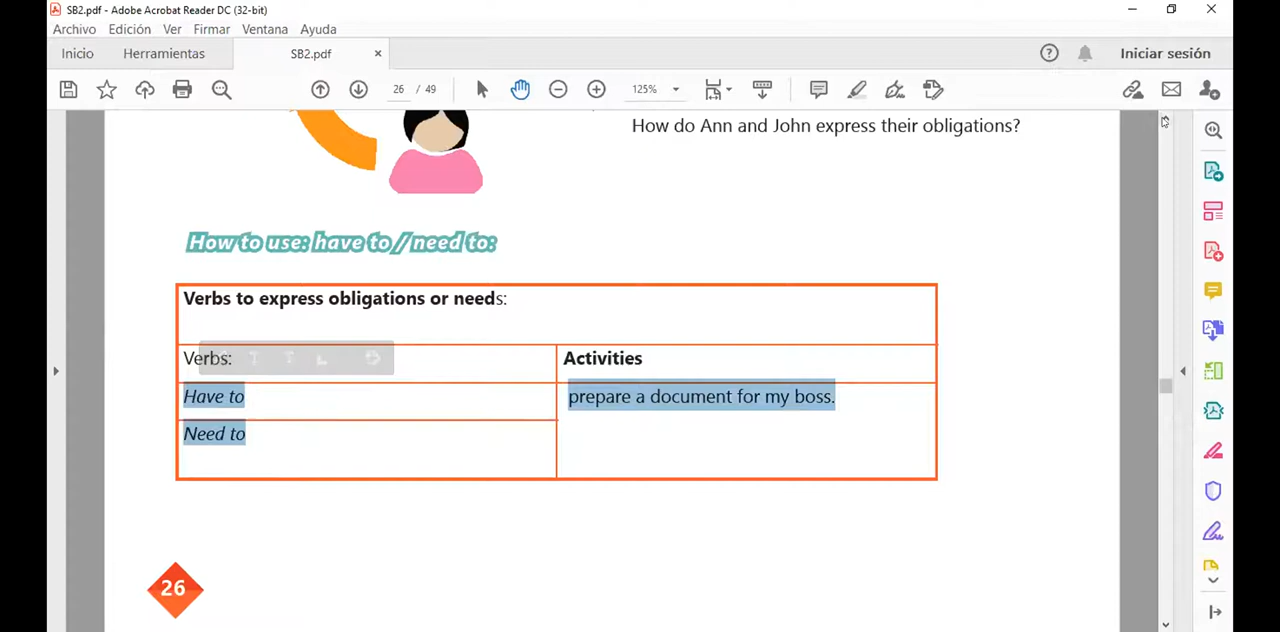 SB2.pdf - Adobe Acrobat Reader DC (32-bit)
Archivo Edición Ver Firmar Ventana Ayuda
Inicio Herramientas SB2.pdf × Iniciar sesión
26 / 49 125%
How do Ann and John express their obligations?
How to use: have to / need to:
Verbs to express obligations or needs:
Verbs: Activities
Have to prepare a document for my boss.
Need to
26